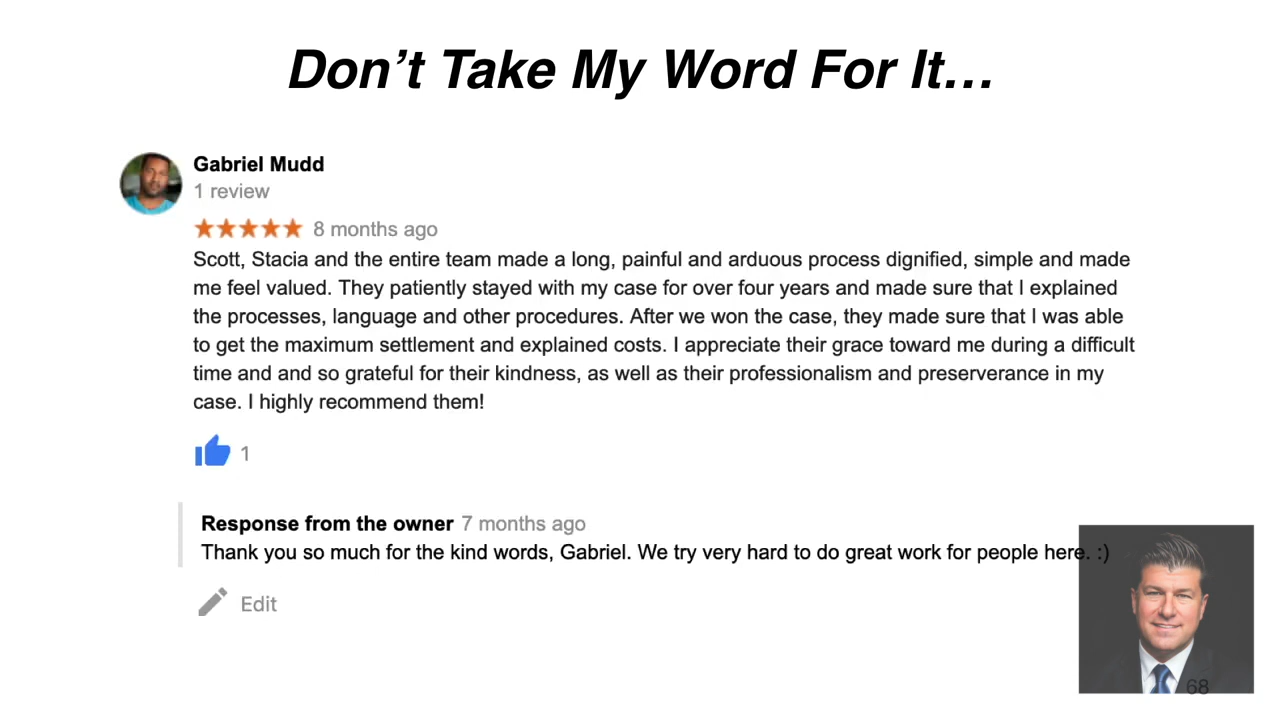 Don’t Take My Word For It…
Gabriel Mudd
1 review
8 months ago
Scott, Stacia and the entire team made a long, painful and arduous process dignified, simple and made
me feel valued. They patiently stayed with my case for over four years and made sure that I explained
the processes, language and other procedures. After we won the case, they made sure that I was able
to get the maximum settlement and explained costs. I appreciate their grace toward me during a difficult
time and and so grateful for their kindness, as well as their professionalism and preserverance in my
case. I highly recommend them!
1
Response from the owner 7 months ago
Thank you so much for the kind words, Gabriel. We try very hard to do great work for people here. :)
Edit
68